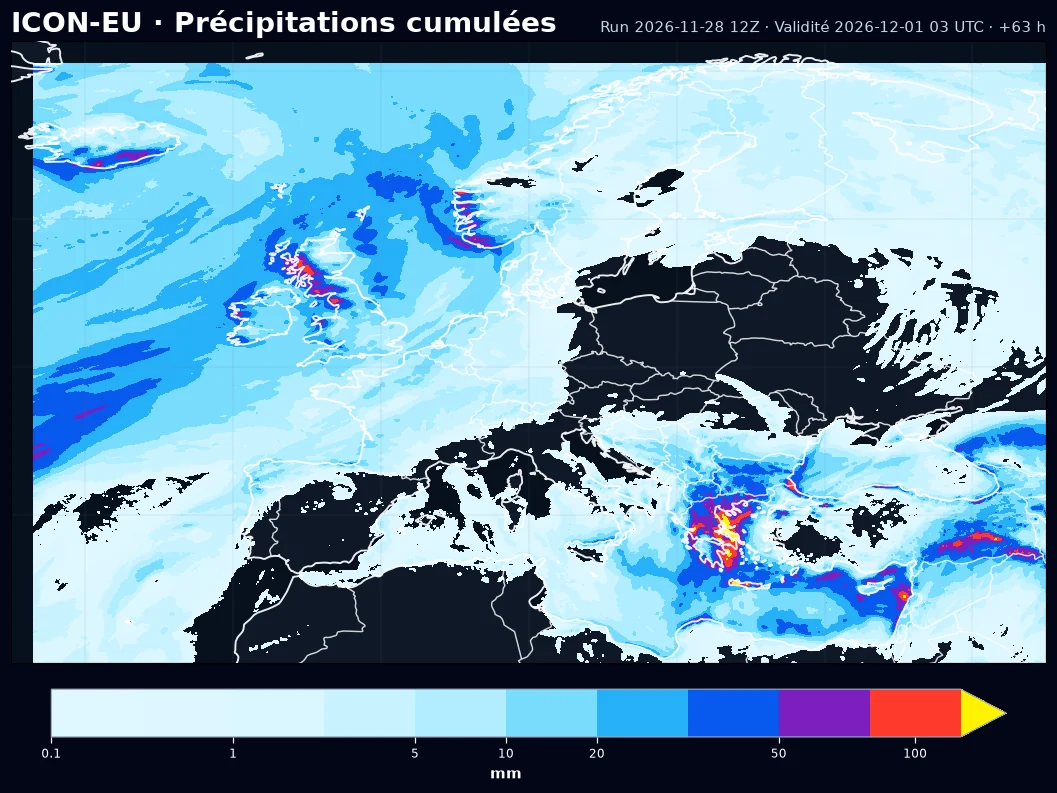 ICON-EU · Précipitations cumulées
Run 2026-11-28 12Z · Validité 2026-12-01 03 UTC · +63 h
0.1 1 5 10 20 50 100
mm